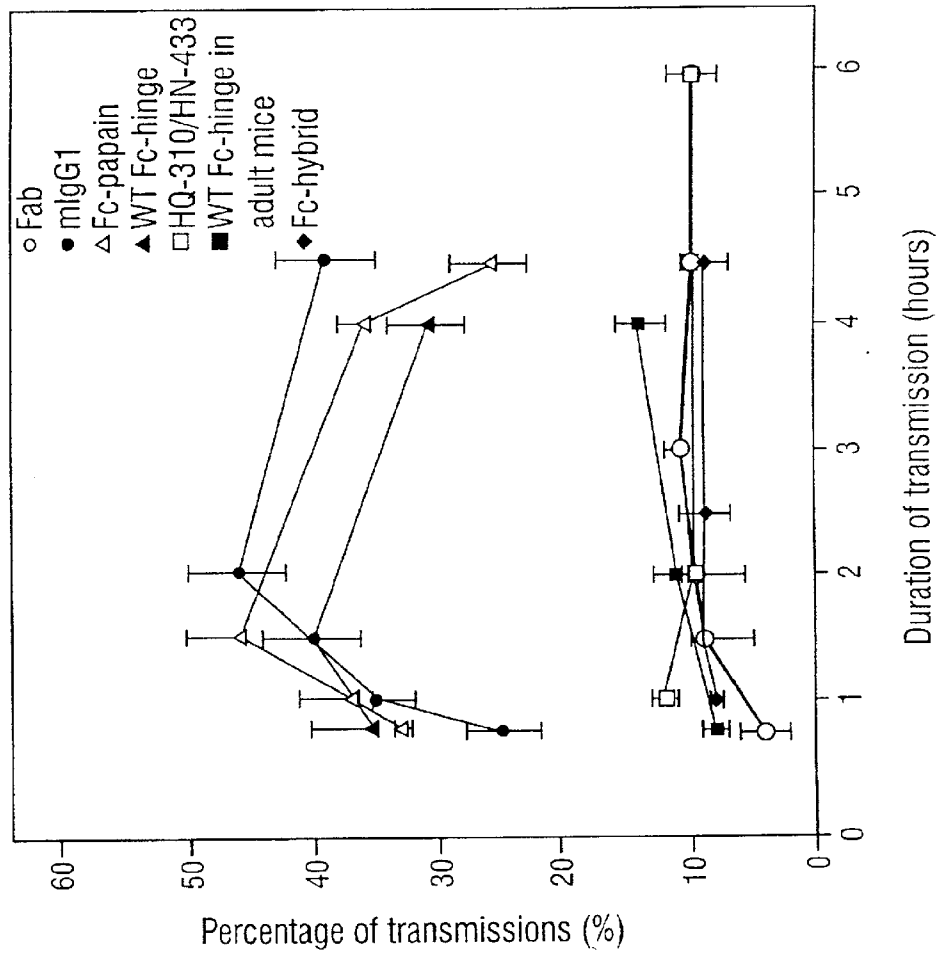 Fab
mIgG1
Fc-papain
WT Fc-hinge
HQ-310/HN-433
WT Fc-hinge in
adult mice
Fc-hybrid
Percentage of transmissions (%)
60
50
40
30
20
10
0
0 1 2 3 4 5 6
Duration of transmission (hours)